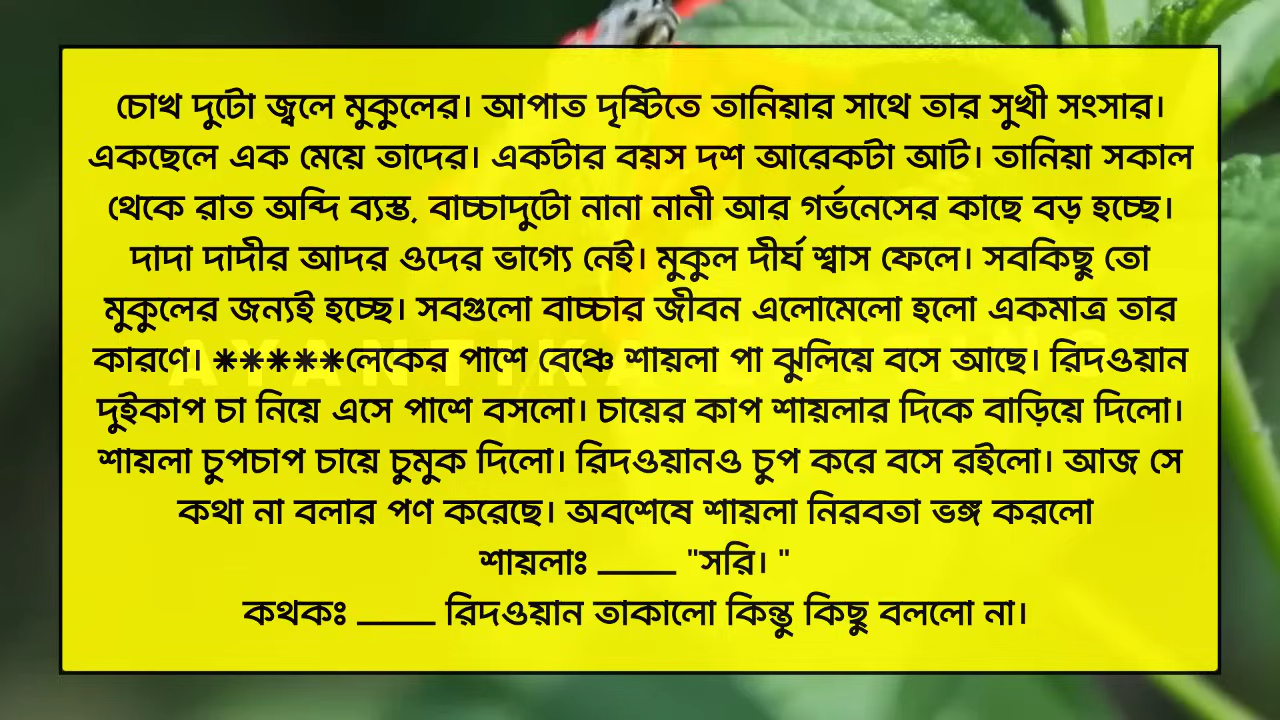 চোখ দুটো জ্বলে মুকুলের। আপাত দৃষ্টিতে তানিয়ার সাথে তার সুখী সংসার।
একছেলে এক মেয়ে তাদের। একটার বয়স দশ আরেকটা আট। তানিয়া সকাল
থেকে রাত অব্দি ব্যস্ত, বাচ্চাদুটো নানা নানী আর গর্ভনেসের কাছে বড় হচ্ছে।
দাদা দাদীর আদর ওদের ভাগ্যে নেই। মুকুল দীর্ঘ শ্বাস ফেলে। সবকিছু তো
মুকুলের জন্যই হচ্ছে। সবগুলো বাচ্চার জীবন এলোমেলো হলো একমাত্র তার
কারণে। *****লেকের পাশে বেঞ্চে শায়লা পা ঝুলিয়ে বসে আছে। রিদওয়ান
দুইকাপ চা নিয়ে এসে পাশে বসলো। চায়ের কাপ শায়লার দিকে বাড়িয়ে দিলো।
শায়লা চুপচাপ চায়ে চুমুক দিলো। রিদওয়ানও চুপ করে বসে রইলো। আজ সে
কথা না বলার পণ করেছে। অবশেষে শায়লা নিরবতা ভঙ্গ করলো
শায়লাঃ ____ "সরি। "
কথকঃ ____ রিদওয়ান তাকালো কিন্তু কিছু বললো না।